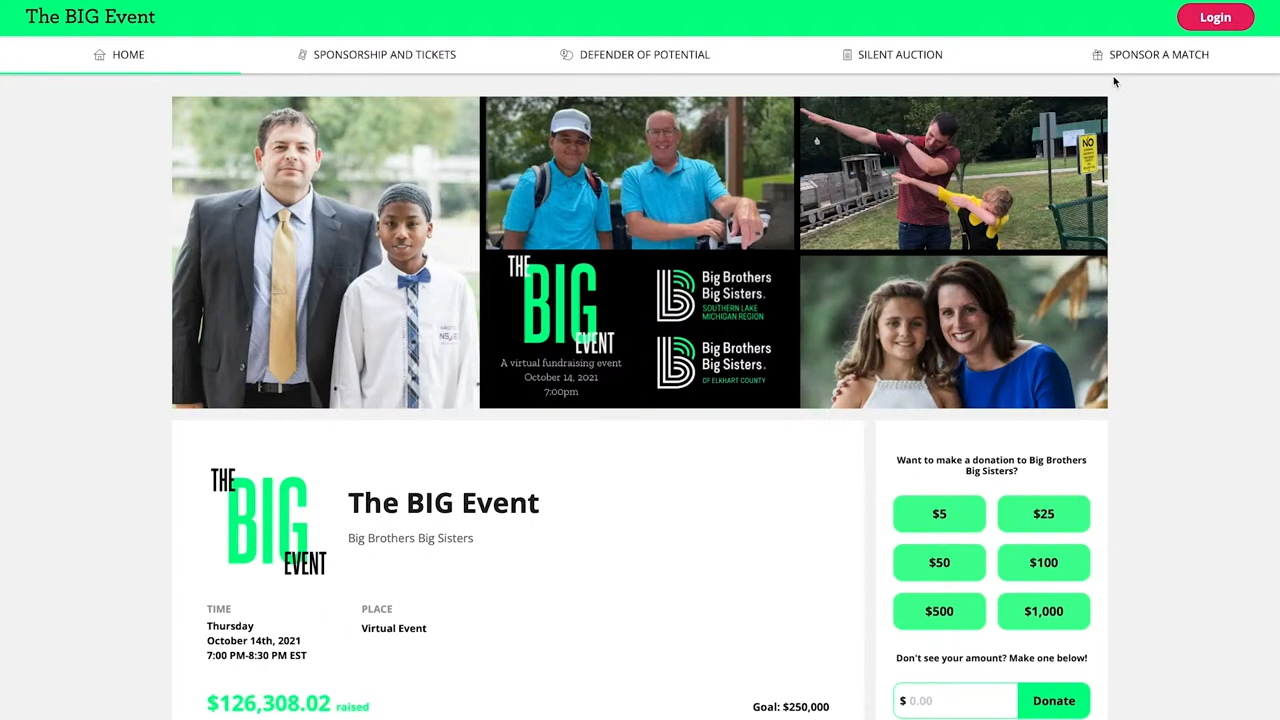 The BIG Event
Login
HOME
SPONSORSHIP AND TICKETS
DEFENDER OF POTENTIAL
SILENT AUCTION
SPONSOR A MATCH
NO
THE
BIG
EVENT
A virtual fundraising event
October 14, 2021
7:00pm
Big Brothers
Big Sisters.
SOUTHERN LAKE
MICHIGAN REGION
Big Brothers
Big Sisters.
OF ELKHART COUNTY
THE
BIG
EVENT
The BIG Event
Big Brothers Big Sisters
TIME
Thursday
October 14th, 2021
7:00 PM-8:30 PM EST
PLACE
Virtual Event
$126,308.02 raised
Goal: $250,000
Want to make a donation to Big Brothers
Big Sisters?
$5
$25
$50
$100
$500
$1,000
Don't see your amount? Make one below!
$ 0.00
Donate